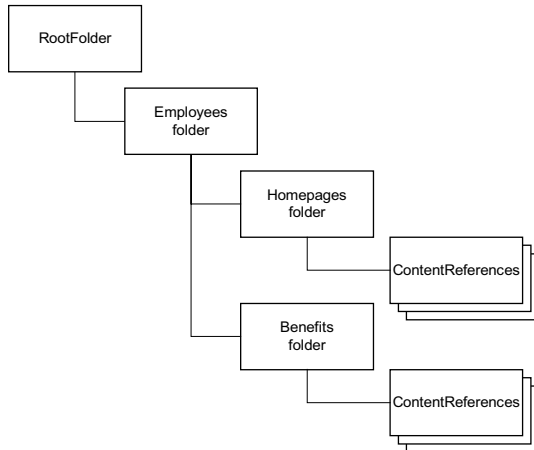 RootFolder
Employees
folder
Homepages
folder
ContentReferences
Benefits
folder
ContentReferences